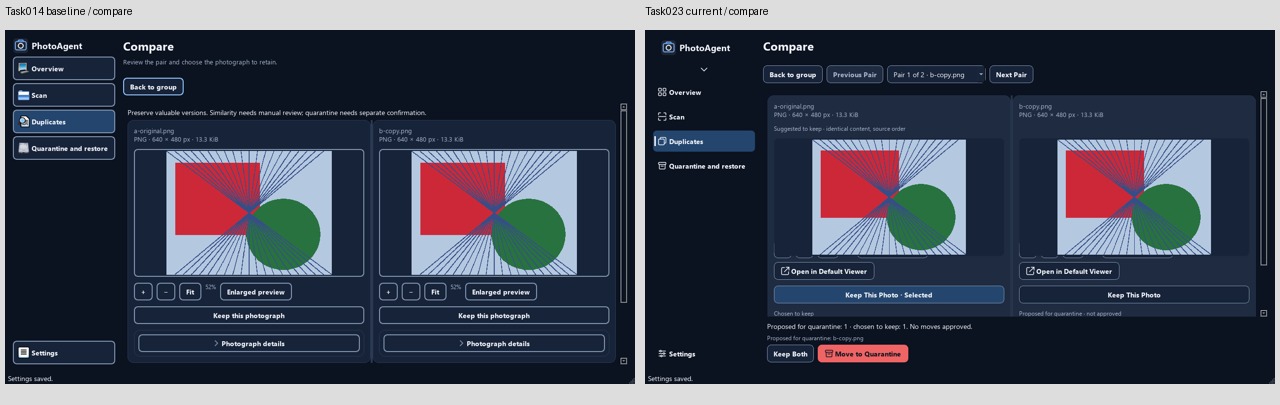 Task014 baseline / compare
PhotoAgent
Overview
Scan
Duplicates
Quarantine and restore
Settings
Settings saved.
Compare
Review the pair and choose the photograph to retain.
Back to group
Preserve valuable versions. Similarity needs manual review; quarantine needs separate confirmation.
a-original.png
PNG · 640 × 480 px · 13.3 KiB
+ − Fit 52% Enlarged preview
Keep this photograph
Photograph details
b-copy.png
PNG · 640 × 480 px · 13.3 KiB
+ − Fit 52% Enlarged preview
Keep this photograph
Photograph details
Task023 current / compare
PhotoAgent
Overview
Scan
Duplicates
Quarantine and restore
Settings
Settings saved.
Compare
Back to group Previous Pair Pair 1 of 2 · b-copy.png Next Pair
a-original.png
PNG · 640 × 480 px · 13.3 KiB
Suggested to keep · identical content, source order
Open in Default Viewer
Keep This Photo · Selected
Chosen to keep
b-copy.png
PNG · 640 × 480 px · 13.3 KiB
Open in Default Viewer
Keep This Photo
Proposed for quarantine · not approved
Proposed for quarantine: 1 · chosen to keep: 1. No moves approved.
Proposed for quarantine: b-copy.png
Keep Both Move to Quarantine